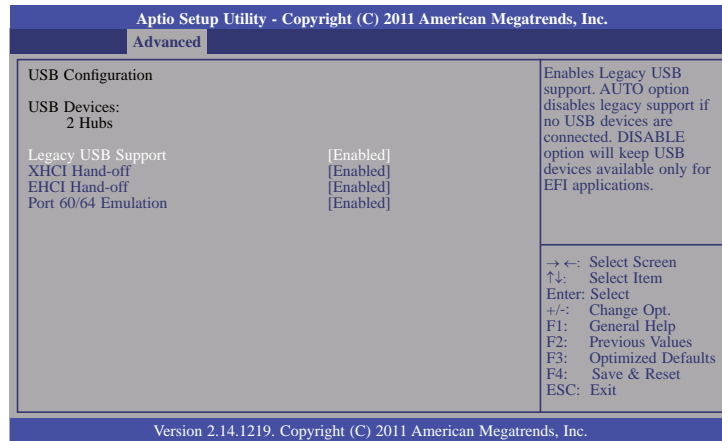 Aptio Setup Utility - Copyright (C) 2011 American Megatrends, Inc.
Advanced
USB Configuration
USB Devices:
2 Hubs
Legacy USB Support [Enabled]
XHCI Hand-off [Enabled]
EHCI Hand-off [Enabled]
Port 60/64 Emulation [Enabled]
Enables Legacy USB
support. AUTO option
disables legacy support if
no USB devices are
connected. DISABLE
option will keep USB
devices available only for
EFI applications.
→ ←: Select Screen
↑↓: Select Item
Enter: Select
+/-: Change Opt.
F1: General Help
F2: Previous Values
F3: Optimized Defaults
F4: Save & Reset
ESC: Exit
Version 2.14.1219. Copyright (C) 2011 American Megatrends, Inc.